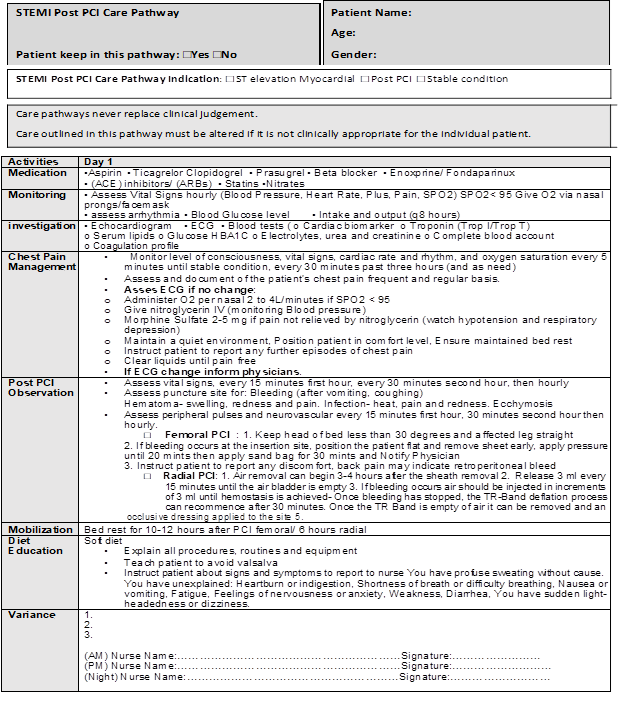 STEMI Post PCI Care Pathway
Patient keep in this pathway: □Yes □No
Patient Name:
Age:
Gender:
STEMI Post PCI Care Pathway Indication: □ ST elevation Myocardial □ Post PCI □ Stable condition
Care pathways never replace clinical judgement.
Care outlined in this pathway must be altered if it is not clinically appropriate for the individual patient.
Activities Day 1
Medication •Aspirin • Ticagrelor Clopidogrel • Prasugrel • Beta blocker • Enoxprine/ Fondaparinux
• (ACE) inhibitors/ (ARBs) • Statins •Nitrates
Monitoring • Assess Vital Signs hourly (Blood Pressure, Heart Rate, Plus, Pain, SPO2) SPO2< 95 Give O2 via nasal
prongs/facemask
• assess arrhythmia • Blood Glucose level • Intake and output (q8 hours)
investigation • Echocardiogram • ECG • Blood tests ( o Cardiac biomarker o Troponin (Trop I/Trop T)
o Serum lipids o Glucose HBA1C o Electrolytes, urea and creatinine o Complete blood account
o Coagulation profile
Chest Pain
Management
• Monitor level of consciousness, vital signs, cardiac rate and rhythm, and oxygen saturation every 5
minutes until stable condition, every 30 minutes past three hours (and as need)
• Assess and document of the patient's chest pain frequent and regular basis.
• Asses ECG if no change:
o Administer O2 per nasal 2 to 4L/minutes if SPO2 < 95
o Give nitroglycerin IV (monitoring Blood pressure)
o Morphine Sulfate 2-5 mg if pain not relieved by nitroglycerin (watch hypotension and respiratory
depression)
o Maintain a quiet environment, Position patient in comfort level, Ensure maintained bed rest
o Instruct patient to report any further episodes of chest pain
o Clear liquids until pain free
• If ECG change inform physicians.
Post PCI
Observation
• Assess vital signs, every 15 minutes first hour, every 30 minutes second hour, then hourly
• Assess puncture site for: Bleeding (after vomiting, coughing)
Hematoma- swelling, redness and pain. Infection- heat, pain and redness. Ecchymosis
• Assess peripheral pulses and neurovascular every 15 minutes first hour, 30 minutes second hour then
hourly.
□ Femoral PCI : 1. Keep head of bed less than 30 degrees and affected leg straight
2. If bleeding occurs at the insertion site, position the patient flat and remove sheet early, apply pressure
until 20 mints then apply sand bag for 30 mints and Notify Physician
3. Instruct patient to report any discomfort, back pain may indicate retroperitoneal bleed
□ Radial PCI: 1. Air removal can begin 3-4 hours after the sheath removal 2. Release 3 ml every
15 minutes until the air bladder is empty 3. If bleeding occurs air should be injected in increments
of 3 ml until hemostasis is achieved- Once bleeding has stopped, the TR-Band deflation process
can recommence after 30 minutes. Once the TR Band is empty of air it can be removed and an
occlusive dressing applied to the site 5.
Mobilization Bed rest for 10-12 hours after PCI femoral/ 6 hours radial
Diet Soft diet
Education • Explain all procedures, routines and equipment
• Teach patient to avoid valsalva
• Instruct patient about signs and symptoms to report to nurse You have profuse sweating without cause.
You have unexplained: Heartburn or indigestion, Shortness of breath or difficulty breathing, Nausea or
vomiting, Fatigue, Feelings of nervousness or anxiety, Weakness, Diarrhea, You have sudden light-
headedness or dizziness.
Variance 1.
2.
3.
(AM) Nurse Name:…………………………………………………Signature:……………………
(PM) Nurse Name:…………………………………………………Signature:………………………
(Night) Nurse Name:………………………………………………Signature:………………………